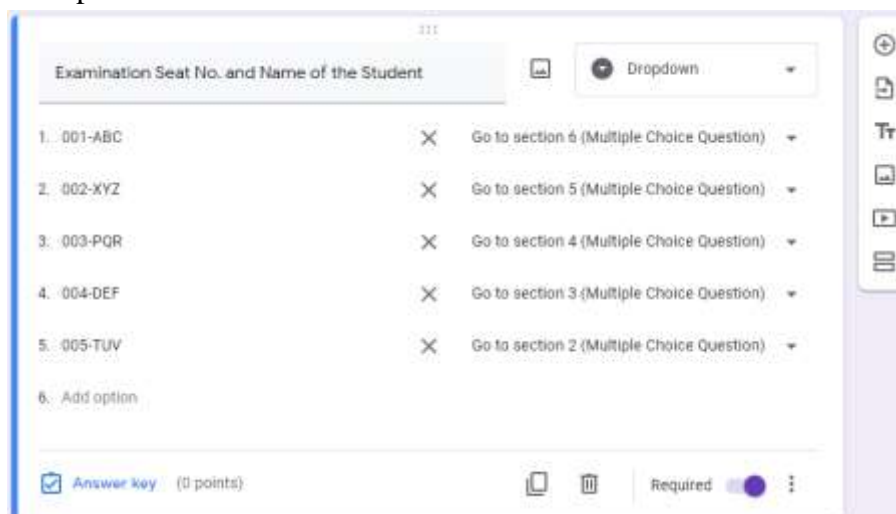 Examination Seat No. and Name of the Student Dropdown
1. 001-ABC Go to section 6 (Multiple Choice Question)
2. 002-XYZ Go to section 5 (Multiple Choice Question)
3. 003-PQR Go to section 4 (Multiple Choice Question)
4. 004-DEF Go to section 3 (Multiple Choice Question)
5. 005-TUV Go to section 2 (Multiple Choice Question)
6. Add option
Answer key (0 points) Required
Tт